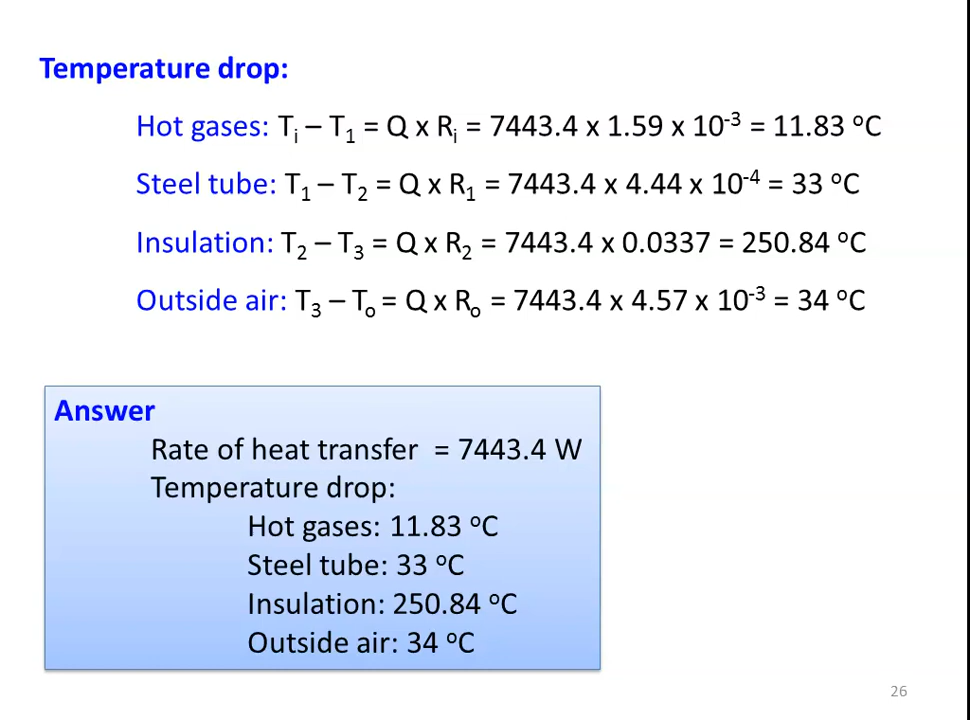 Temperature drop:
Hot gases: Tᵢ – T₁ = Q x Rᵢ = 7443.4 x 1.59 x 10⁻³ = 11.83 ᵒC
Steel tube: T₁ – T₂ = Q x R₁ = 7443.4 x 4.44 x 10⁻⁴ = 33 ᵒC
Insulation: T₂ – T₃ = Q x R₂ = 7443.4 x 0.0337 = 250.84 ᵒC
Outside air: T₃ – Tₒ = Q x Rₒ = 7443.4 x 4.57 x 10⁻³ = 34 ᵒC
Answer
Rate of heat transfer = 7443.4 W
Temperature drop:
Hot gases: 11.83 ᵒC
Steel tube: 33 ᵒC
Insulation: 250.84 ᵒC
Outside air: 34 ᵒC
26